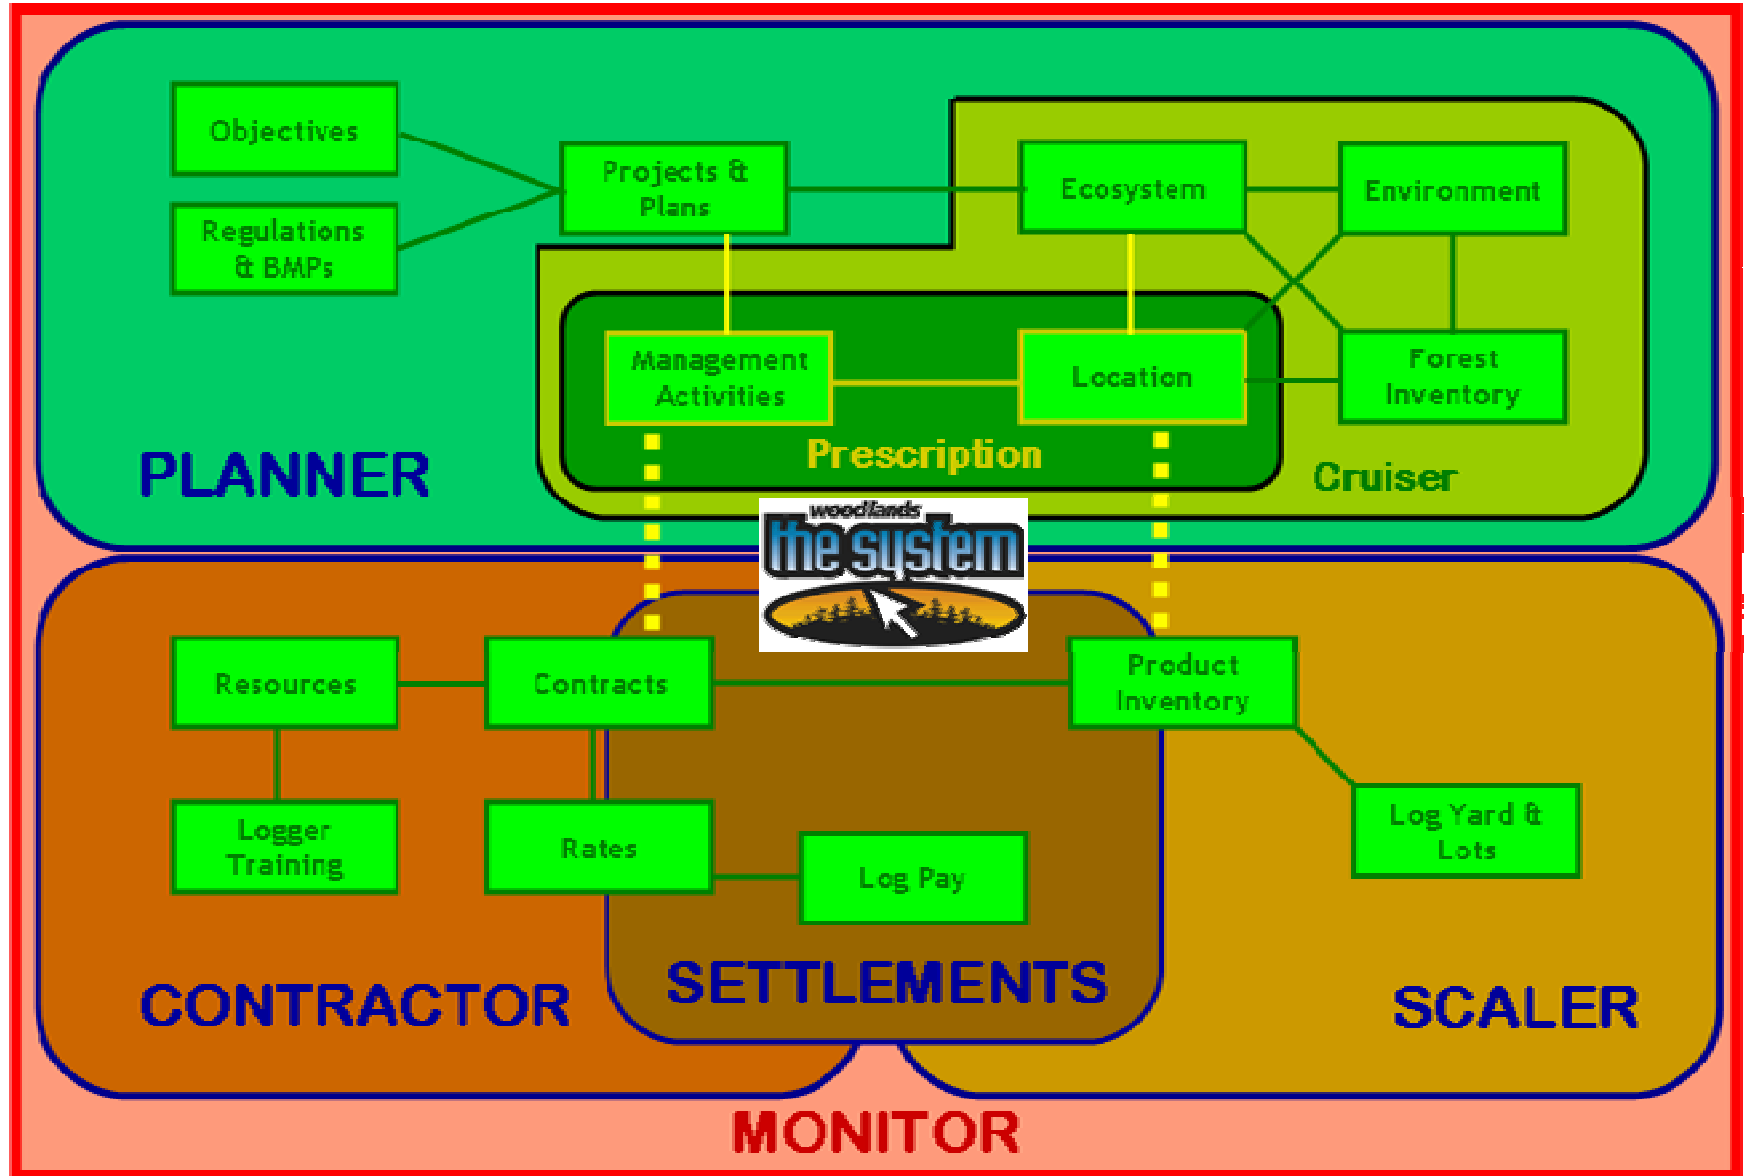 Objectives
Projects &
Plans
Ecosystem
Environment
Regulations
& BMPs
Management
Activities
Location
Forest
Inventory
Prescription
PLANNER
Cruiser
woodlands
the system
Resources
Contracts
Product
Inventory
Logger
Training
Rates
Log Pay
Log Yard &
Lots
CONTRACTOR
SETTLEMENTS
SCALER
MONITOR